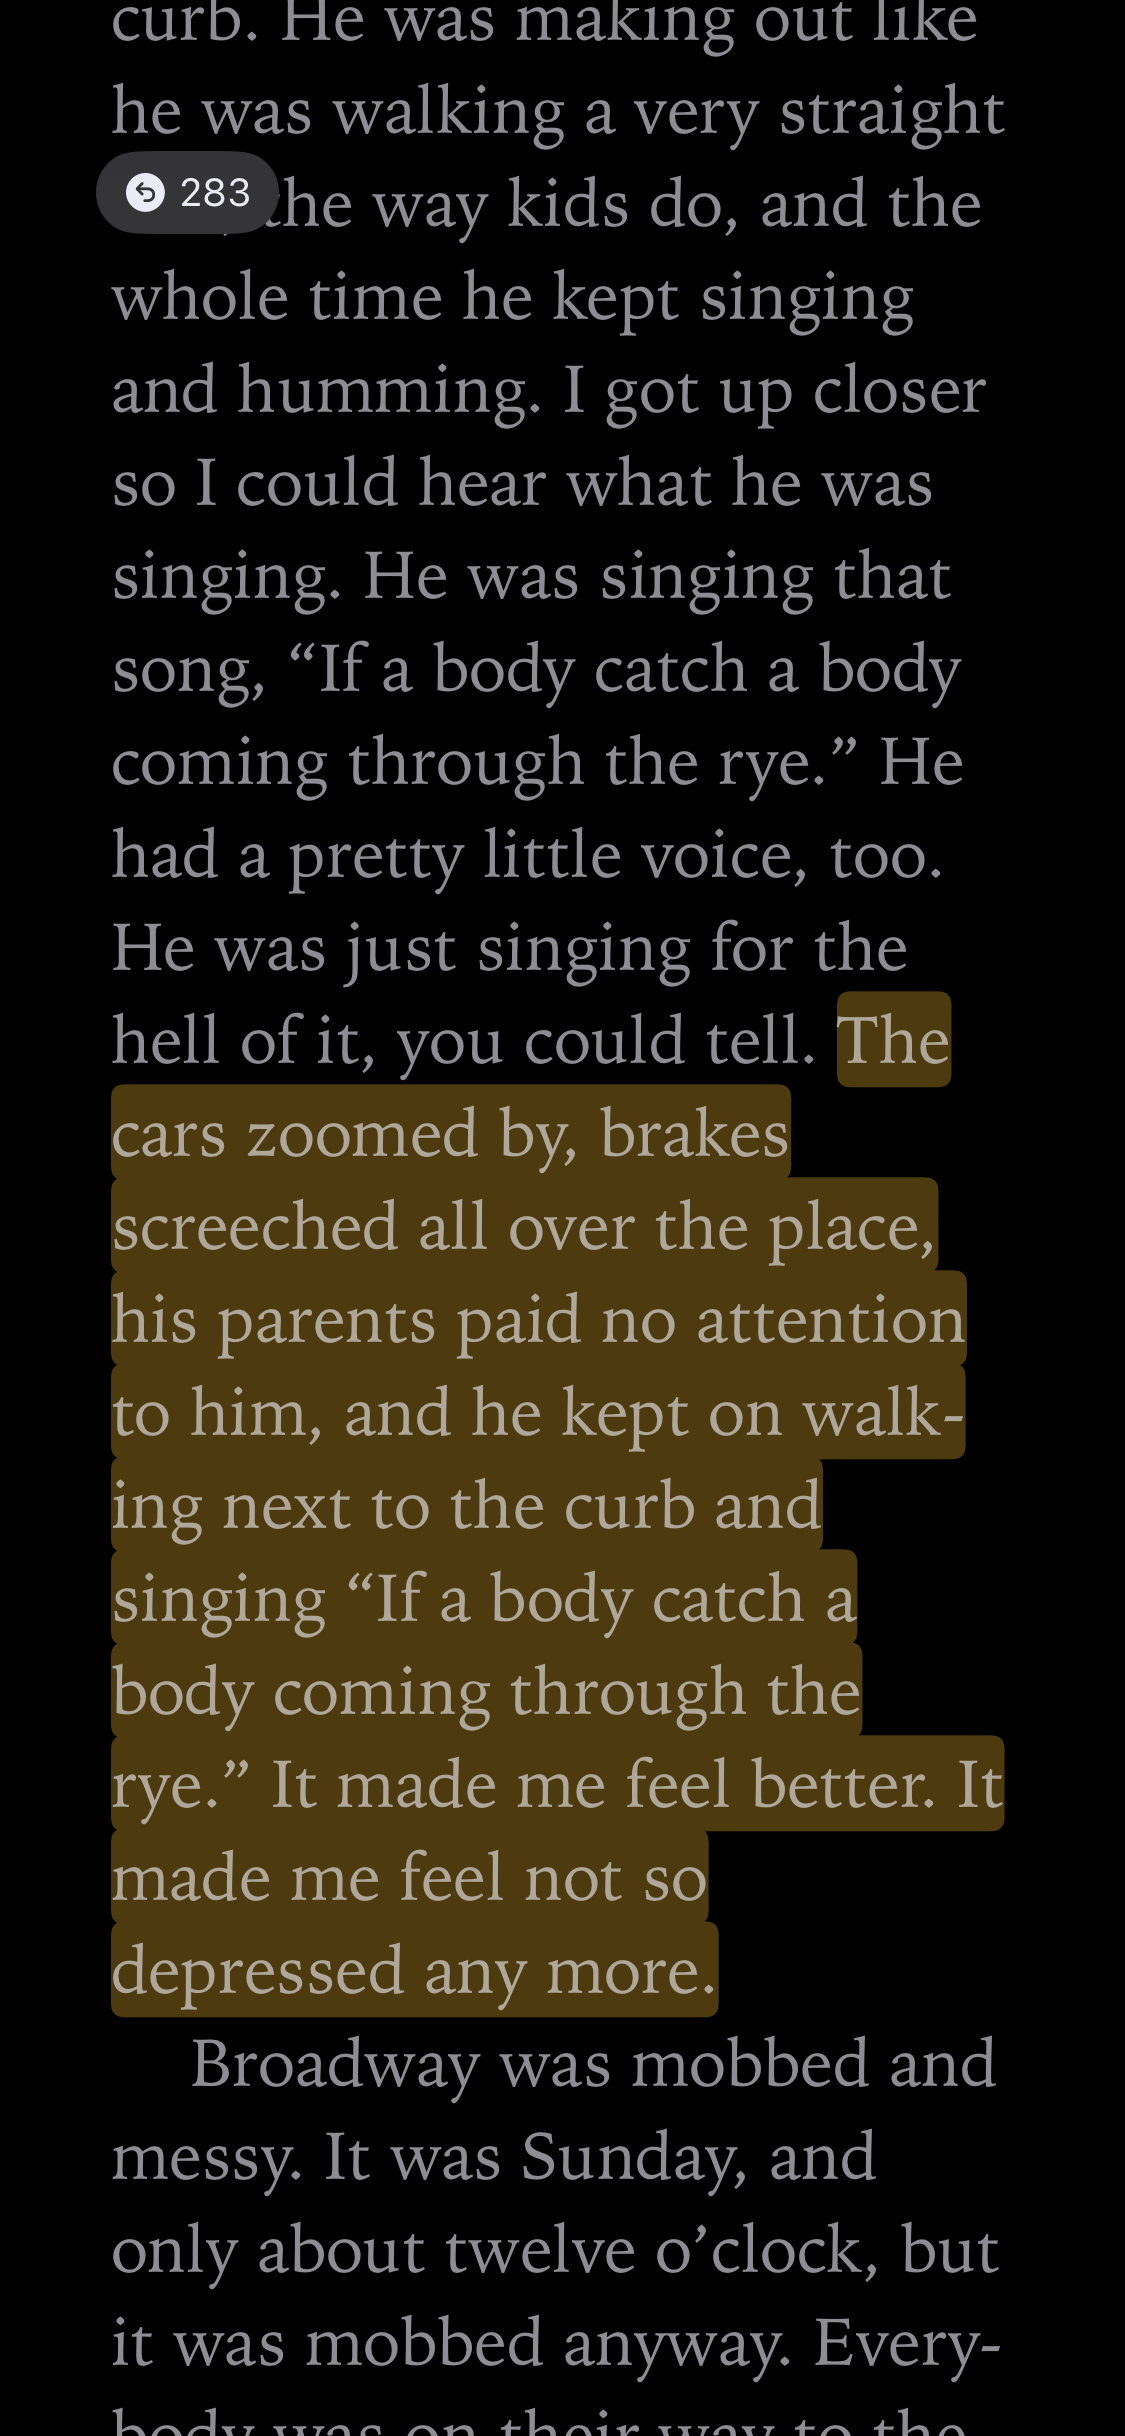 curb. He was making out like
he was walking a very straight
283
the way kids do, and the
whole time he kept singing
and humming. I got up closer
so I could hear what he was
singing. He was singing that
song, “If a body catch a body
coming through the rye.” He
had a pretty little voice, too.
He was just singing for the
hell of it, you could tell. The
cars zoomed by, brakes
screeched all over the place,
his parents paid no attention
to him, and he kept on walk-
ing next to the curb and
singing “If a body catch a
body coming through the
rye.” It made me feel better. It
made me feel not so
depressed any more.
Broadway was mobbed and
messy. It was Sunday, and
only about twelve o’clock, but
it was mobbed anyway. Every-
body was on their way to the